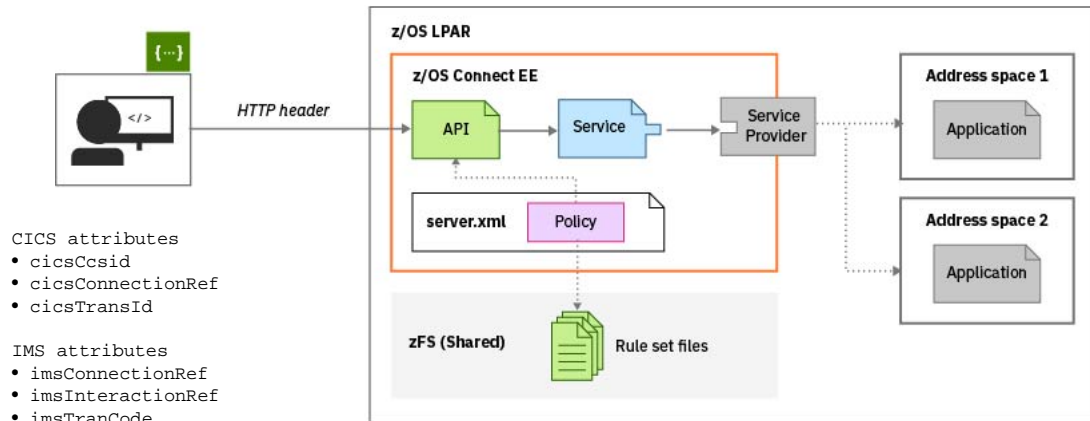 z/OS LPAR
{...}
z/OS Connect EE
Address space 1
</>
HTTP header
API
Service
Service
Provider
Application
server.xml
Policy
Address space 2
Application
CICS attributes
• cicsCcsid
• cicsConnectionRef
• cicsTransId
zFS (Shared)
Rule set files
IMS attributes
• imsConnectionRef
• imsInteractionRef
• imsTranCode